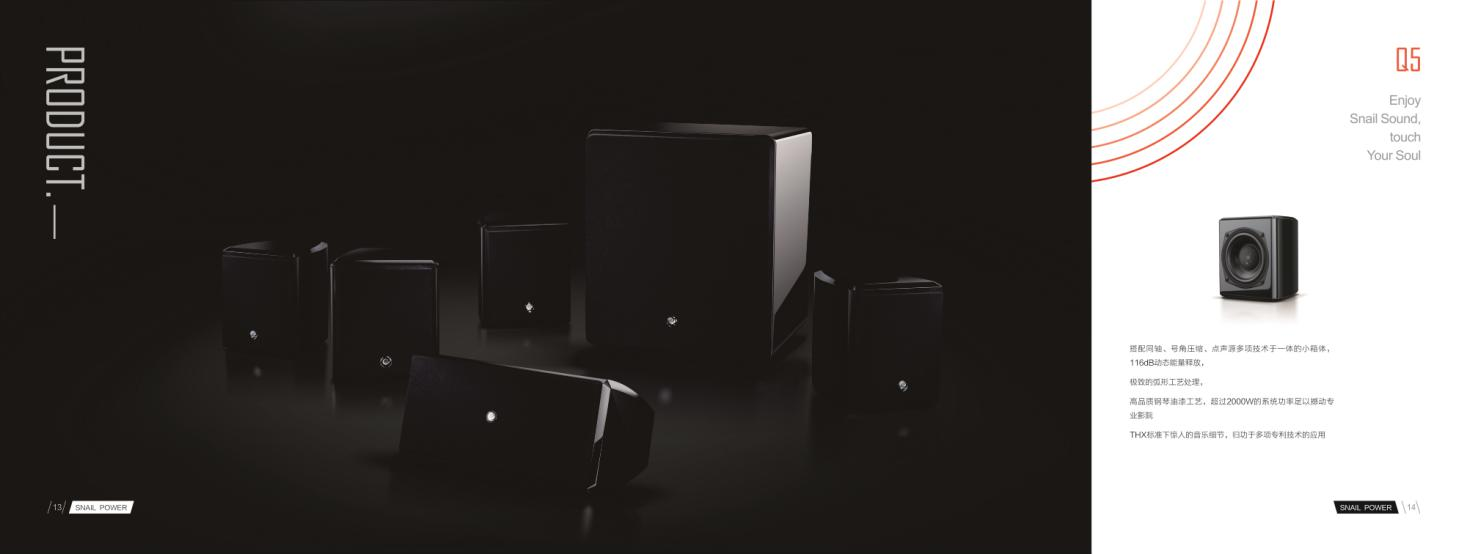 PRODUCT.
Q5
Enjoy
Snail Sound,
touch
Your Soul
搭配同轴、号角压缩、点声源多项技术于一体的小箱体，
116dB动态能量释放，
极致的弧形工艺处理，
高品质钢琴油漆工艺，超过2000W的系统功率足以撼动专
业影院
THX标准下惊人的音乐细节，归功于多项专利技术的应用
13
SNAIL POWER
SNAIL POWER
14